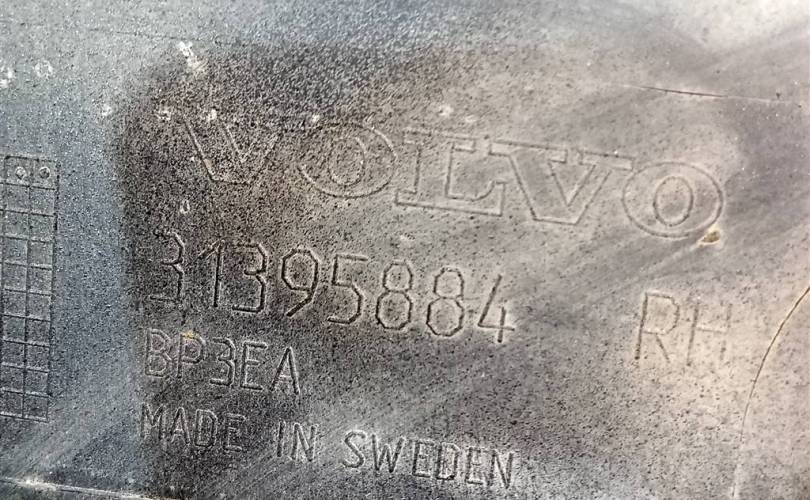 VOLVO
31395884 RH
BP3EA
MADE IN SWEDEN